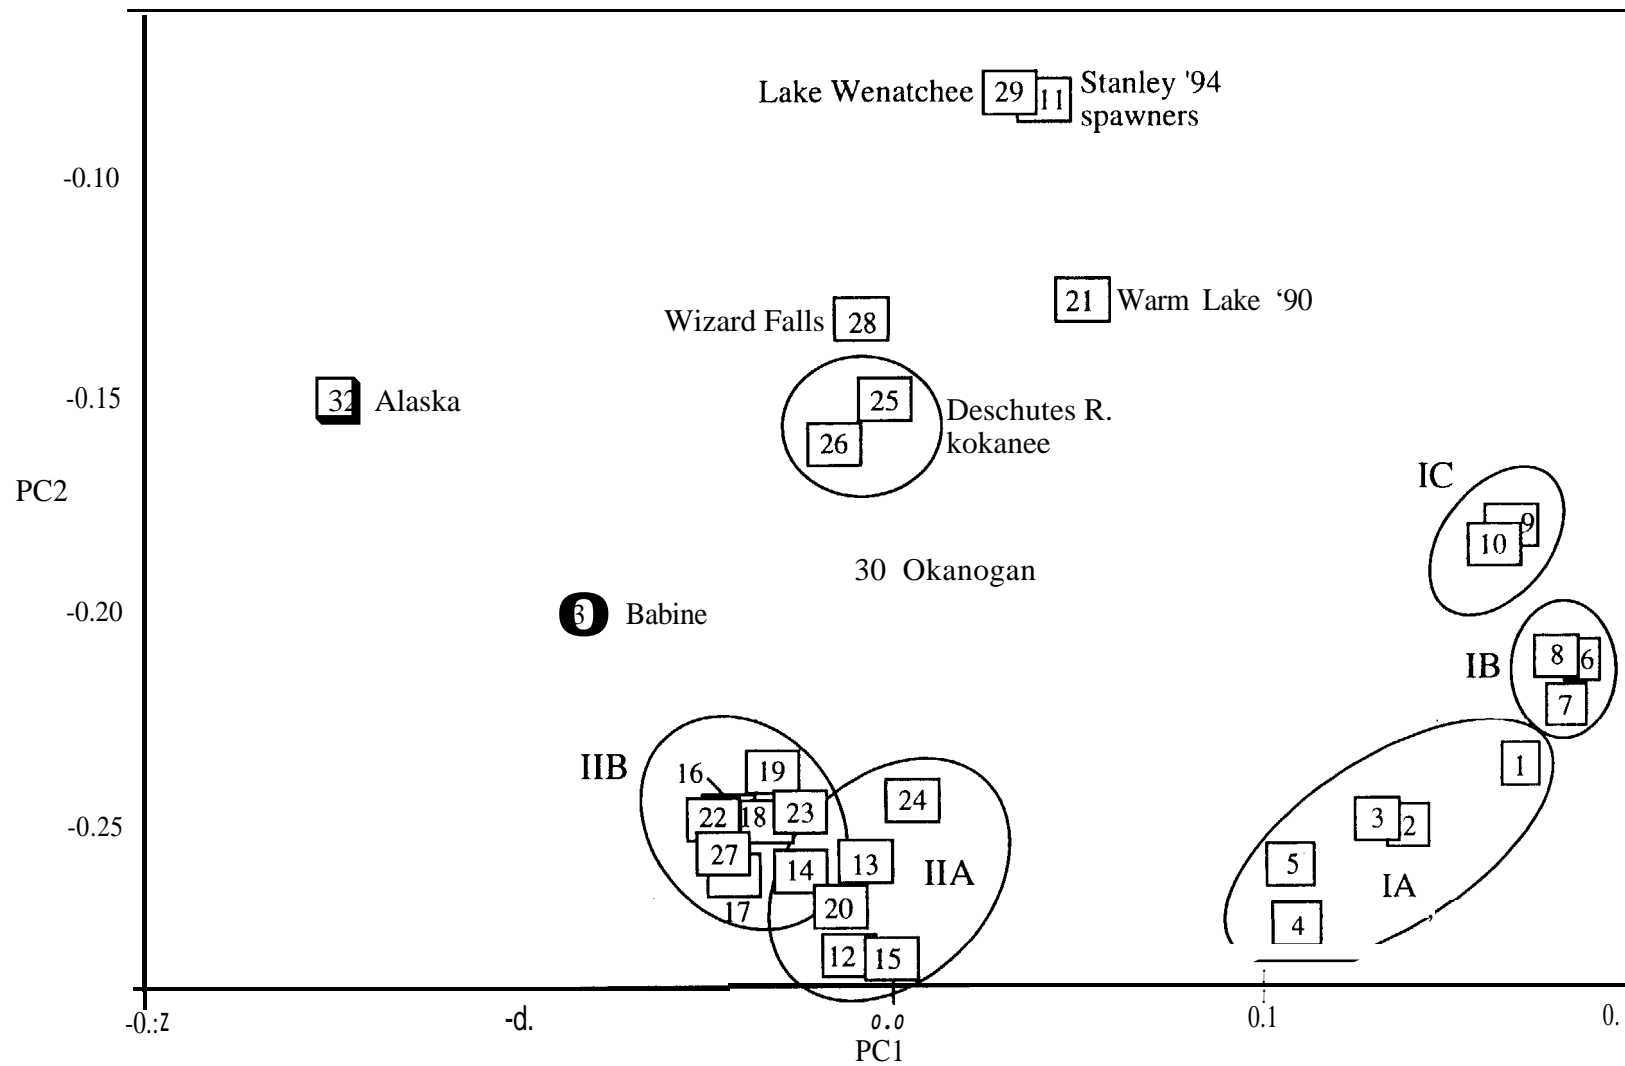 Lake Wenatchee 29 11 Stanley '94
spawners
-0.10
21 Warm Lake ‘90
Wizard Falls 28
-0.15
32 Alaska
25
Deschutes R.
26 kokanee
IC
PC2
9
10
30 Okanogan
-0.20
3 Babine
IB 8 6
7
IIB 16 19 1
24
22 18 23 3 2
-0.25
27 14 13 IIA 5 IA
17 20 4
12 15
-0.:z -d. 0.0 0.1 0.
PC1